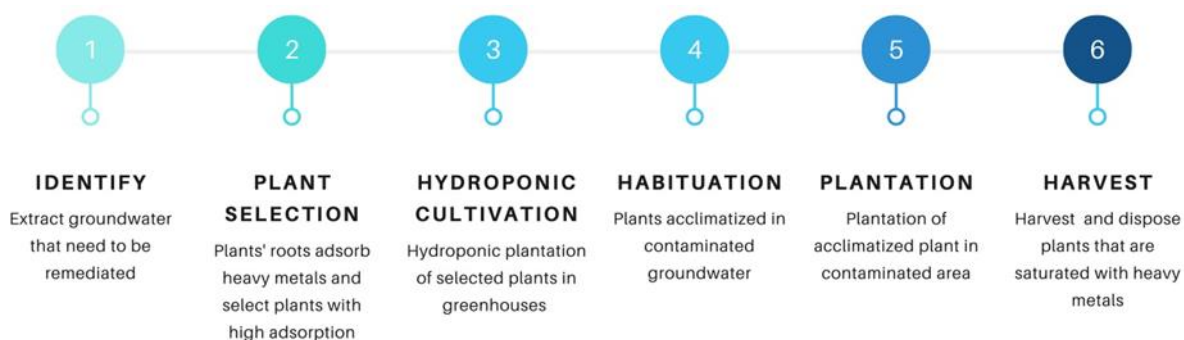 1
2
3
4
5
6
IDENTIFY
Extract groundwater
that need to be
remediated
PLANT
SELECTION
Plants' roots adsorb
heavy metals and
select plants with
high adsorption
HYDROPONIC
CULTIVATION
Hydroponic plantation
of selected plants in
greenhouses
HABITUATION
Plants acclimatized in
contaminated
groundwater
PLANTATION
Plantation of
acclimatized plant in
contaminated area
HARVEST
Harvest and dispose
plants that are
saturated with heavy
metals